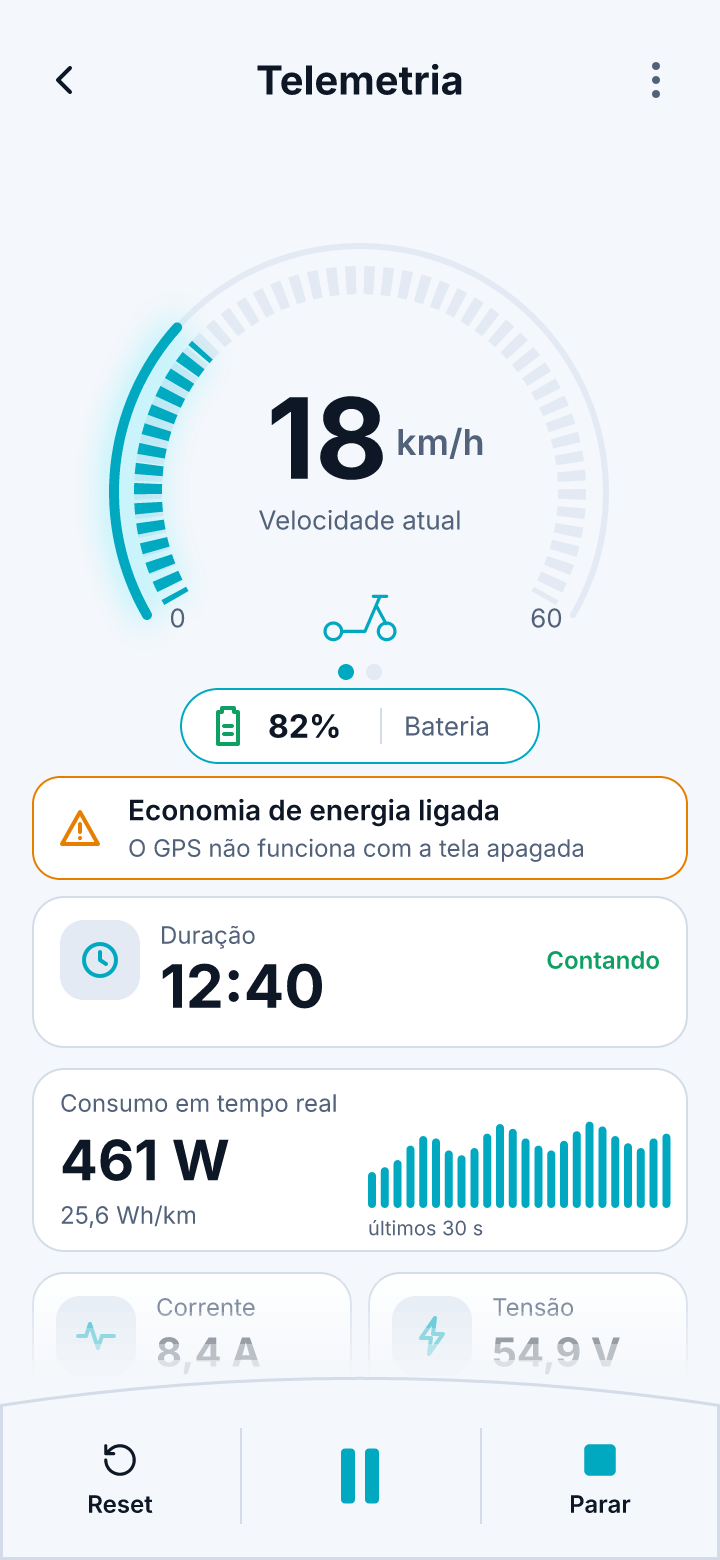 Telemetria
18 km/h
Velocidade atual
0
60
82%
Bateria
Economia de energia ligada
O GPS não funciona com a tela apagada
Duração
12:40
Contando
Consumo em tempo real
461 W
25,6 Wh/km
últimos 30 s
Corrente
8,4 A
Tensão
54,9 V
Reset
Parar